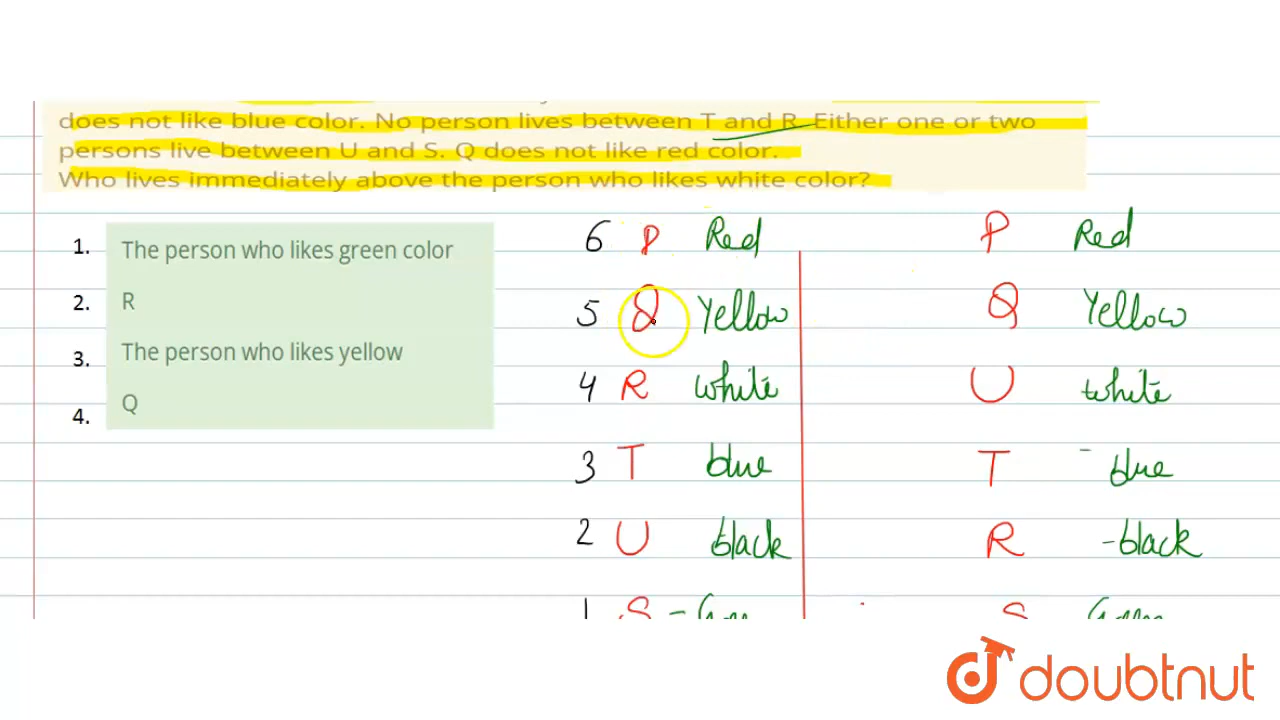 does not like blue color. No person lives between T and R. Either one or two
persons live between U and S. Q does not like red color.
Who lives immediately above the person who likes white color?
1. The person who likes green color
2. R
3. The person who likes yellow
4. Q
6 P Red P Red
5 Q Yellow Q Yellow
4 R white U white
3 T blue T blue
2 U black R -black
doubtnut